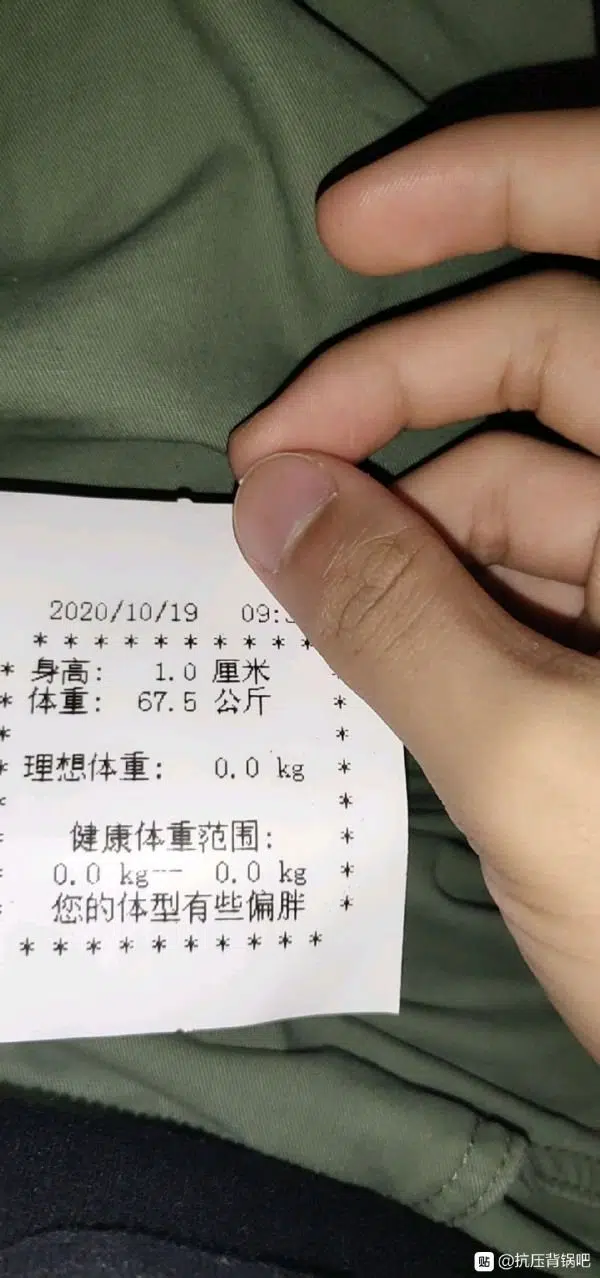 2020/10/19 09:
* * * * * * * * * *
* 身高: 1.0 厘米 *
* 体重: 67.5 公斤 *
* *
* 理想体重: 0.0 kg *
* *
健康体重范围: *
0.0 kg-- 0.0 kg *
您的体型有些偏胖 *
* * * * * * * * * *
贴 @抗压背锅吧